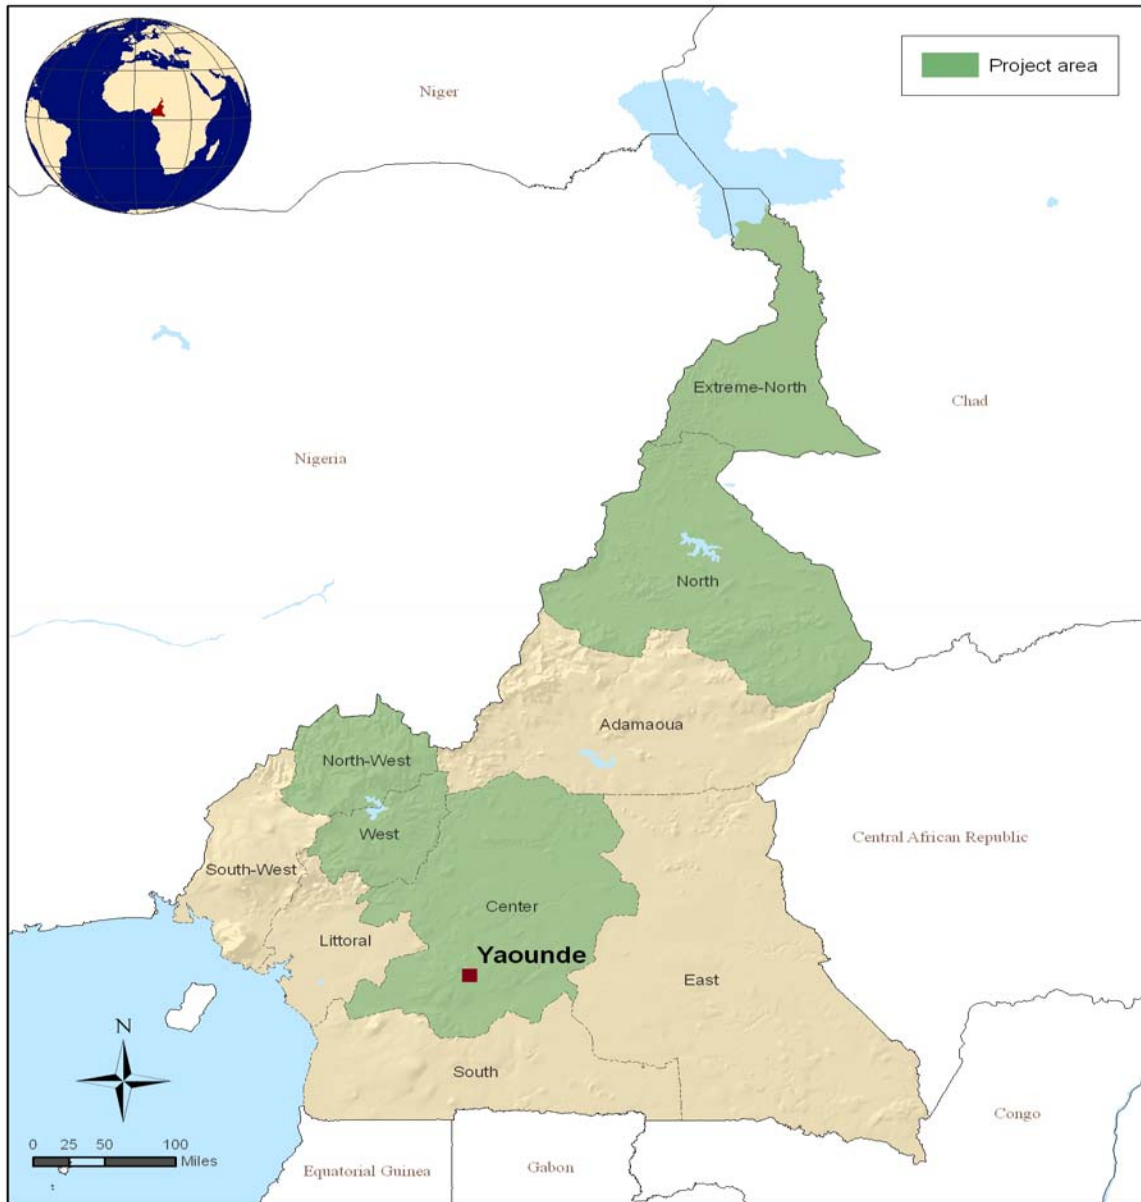 Project area
Niger
Extreme-North
Chad
Nigeria
North
Adamaoua
North-West
West
Central African Republic
South-West
Center
Littoral
Yaounde
East
N
South
Congo
0 25 50 100
Miles
Equatorial Guinea
Gabon